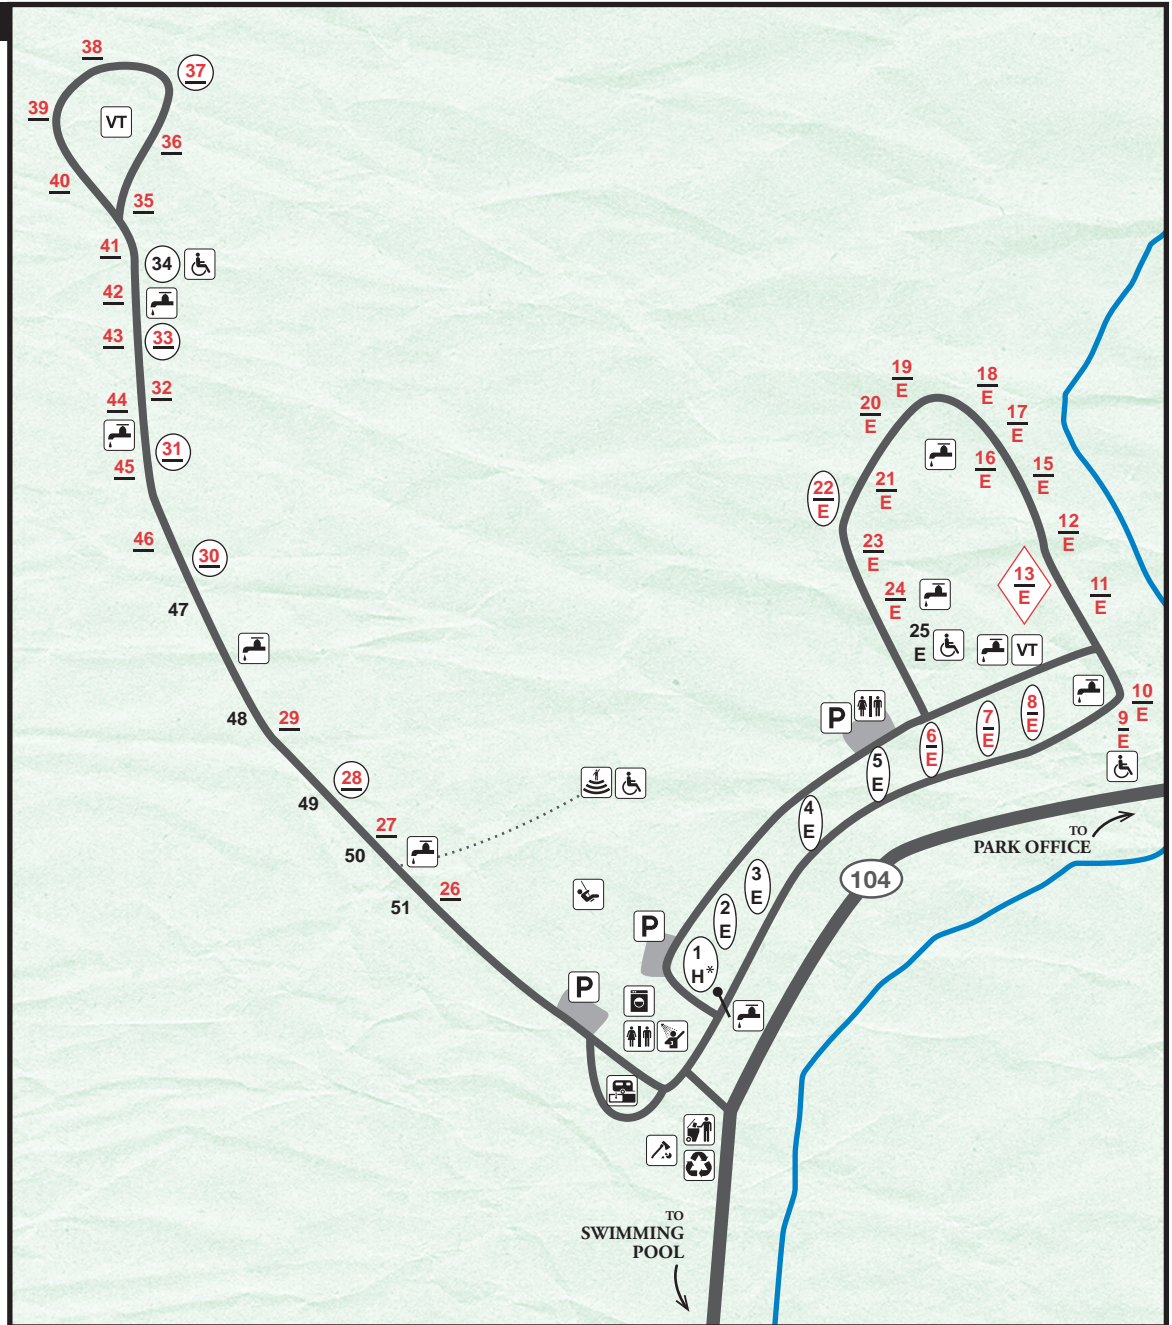 38
37
39
VT
36
40
35
41
34
42
43
33
32
44
31
45
46
30
47
48
29
28
49
27
50
26
51
19
E
18
E
20
E
17
E
16
E
15
E
21
E
22
E
12
E
23
E
13
E
11
E
24
E
25
E
VT
10
E
9
E
8
E
7
E
6
E
P
5
E
4
E
TO
PARK OFFICE
104
3
E
2
E
P
1
H*
P
TO
SWIMMING
POOL